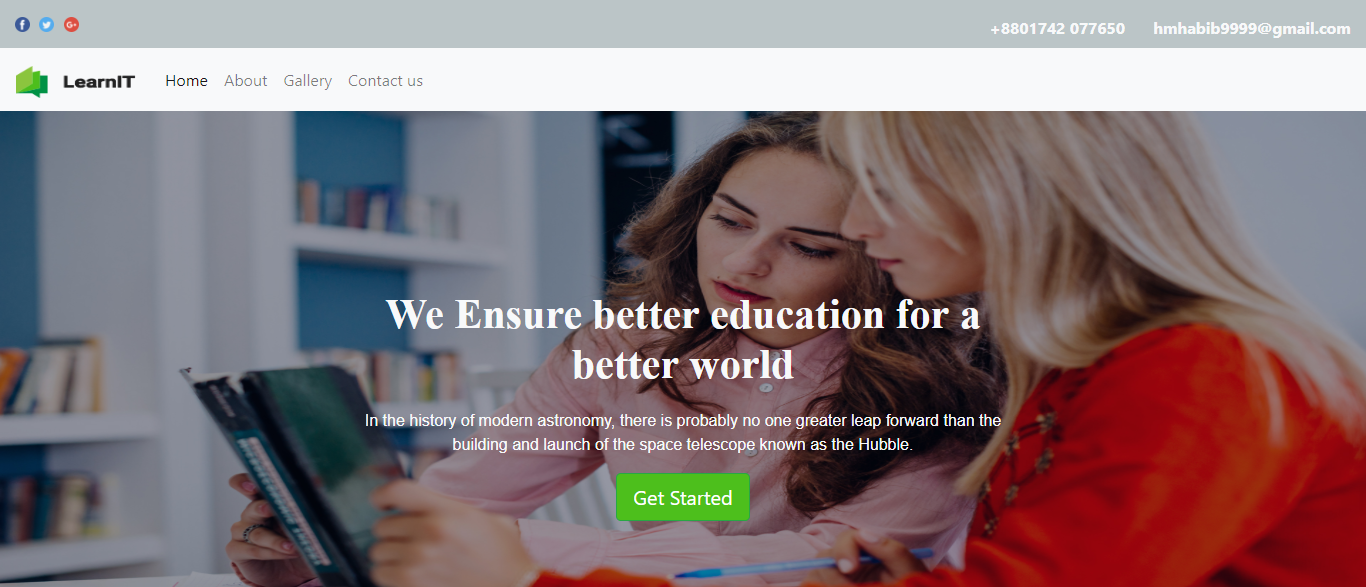 +8801742 077650 hmhabib9999@gmail.com
LearnIT Home About Gallery Contact us
We Ensure better education for a
better world
In the history of modern astronomy, there is probably no one greater leap forward than the
building and launch of the space telescope known as the Hubble.
Get Started